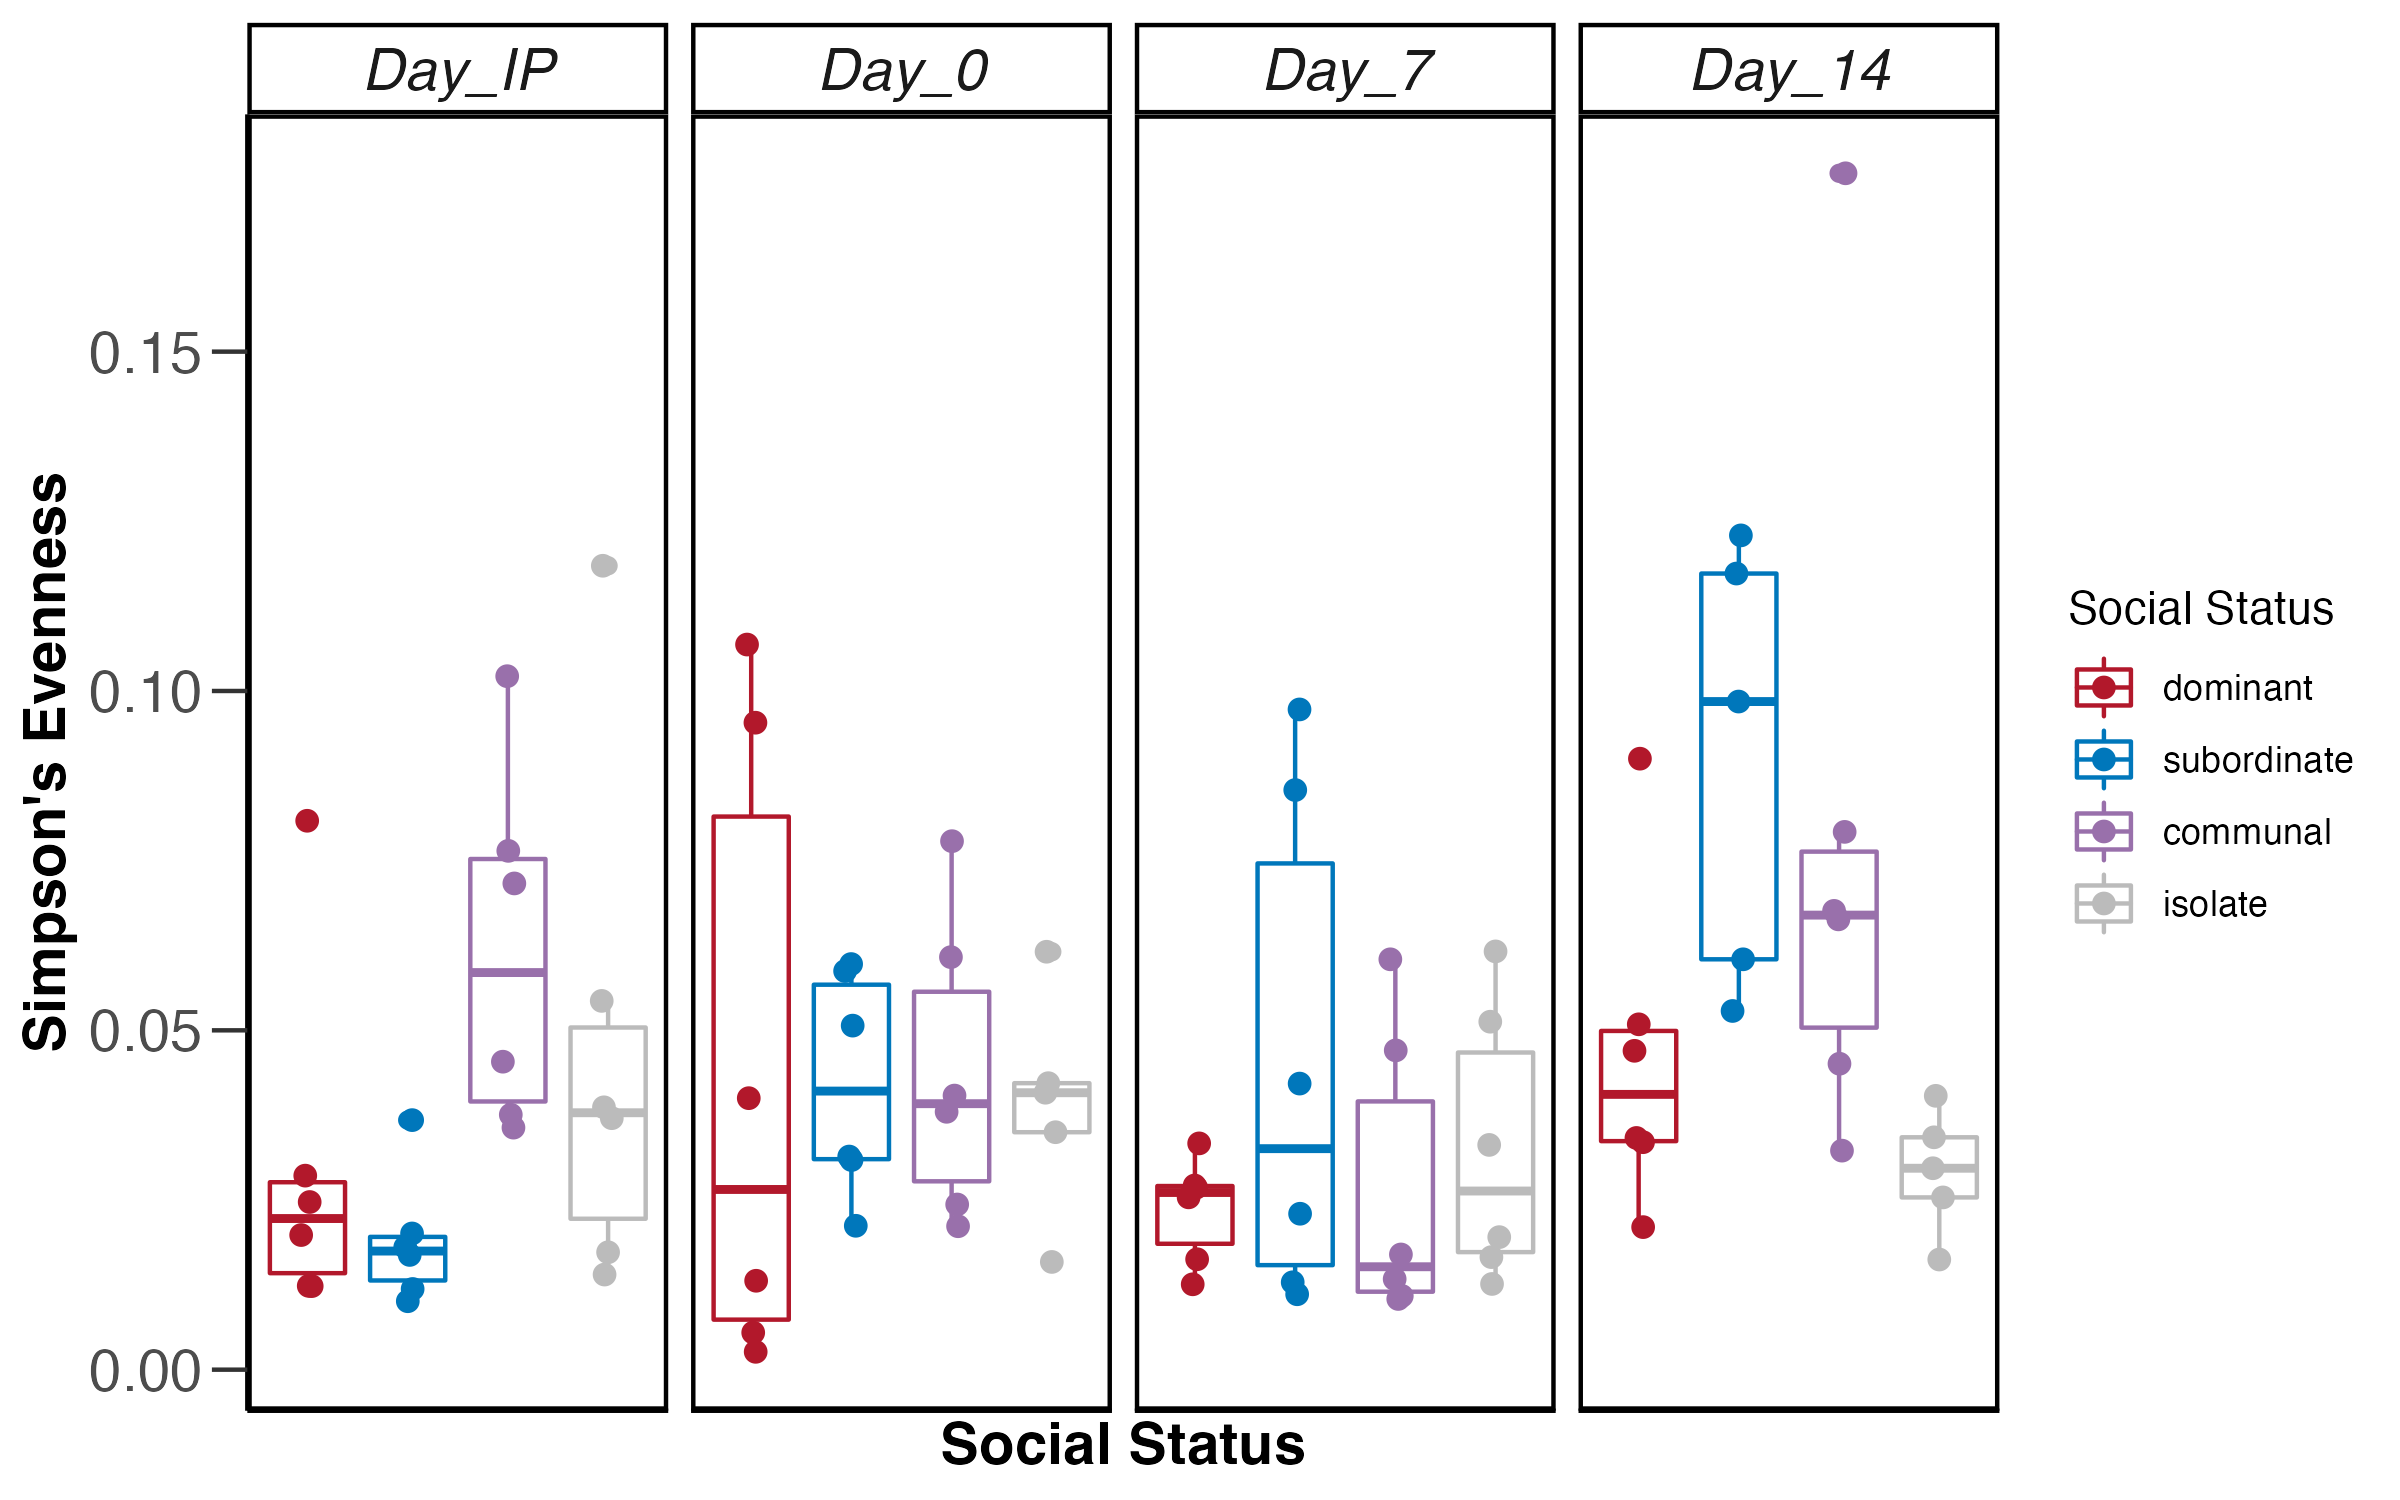 Day_IP
Day_0
Day_7
Day_14
Simpson's Evenness
0.15
0.10
0.05
0.00
Social Status
Social Status
dominant
subordinate
communal
isolate